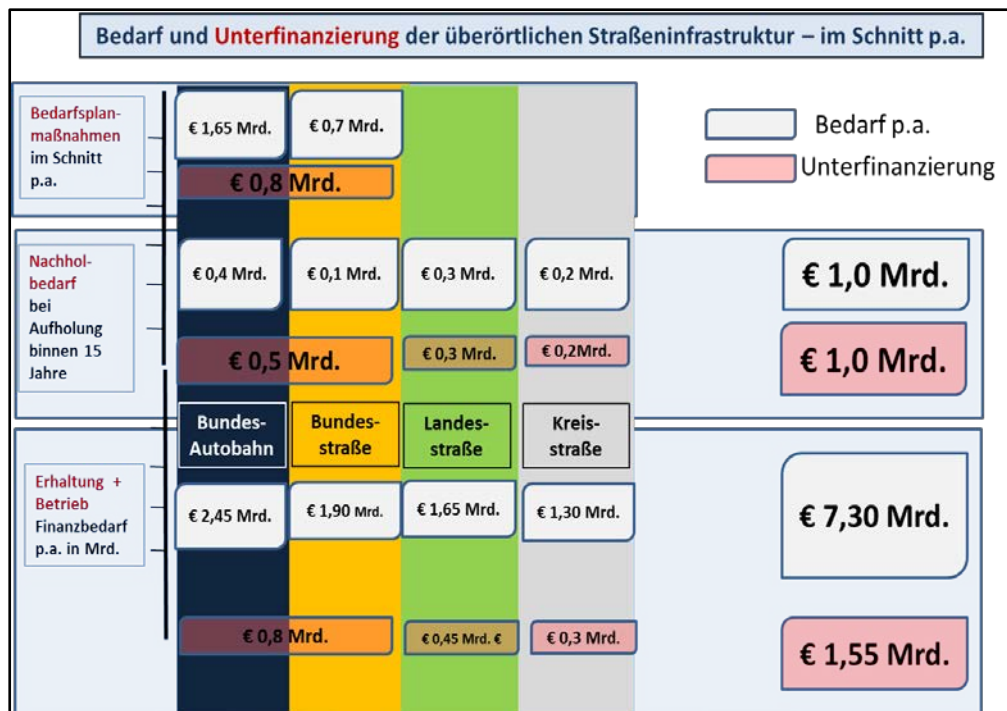 Bedarf und Unterfinanzierung der überörtlichen Straßeninfrastruktur – im Schnitt p.a.
Bedarfsplan-
maßnahmen
im Schnitt
p.a.
€ 1,65 Mrd.
€ 0,7 Mrd.
€ 0,8 Mrd.
Bedarf p.a.
Unterfinanzierung
Nachhol-
bedarf
bei
Aufholung
binnen 15
Jahre
€ 0,4 Mrd.
€ 0,1 Mrd.
€ 0,3 Mrd.
€ 0,2 Mrd.
€ 1,0 Mrd.
€ 0,5 Mrd.
€ 0,3 Mrd.
€ 0,2Mrd.
€ 1,0 Mrd.
Bundes-
Autobahn
Bundes-
straße
Landes-
straße
Kreis-
straße
Erhaltung +
Betrieb
Finanzbedarf
p.a. in Mrd.
€ 2,45 Mrd.
€ 1,90 Mrd.
€ 1,65 Mrd.
€ 1,30 Mrd.
€ 7,30 Mrd.
€ 0,8 Mrd.
€ 0,45 Mrd. €
€ 0,3 Mrd.
€ 1,55 Mrd.